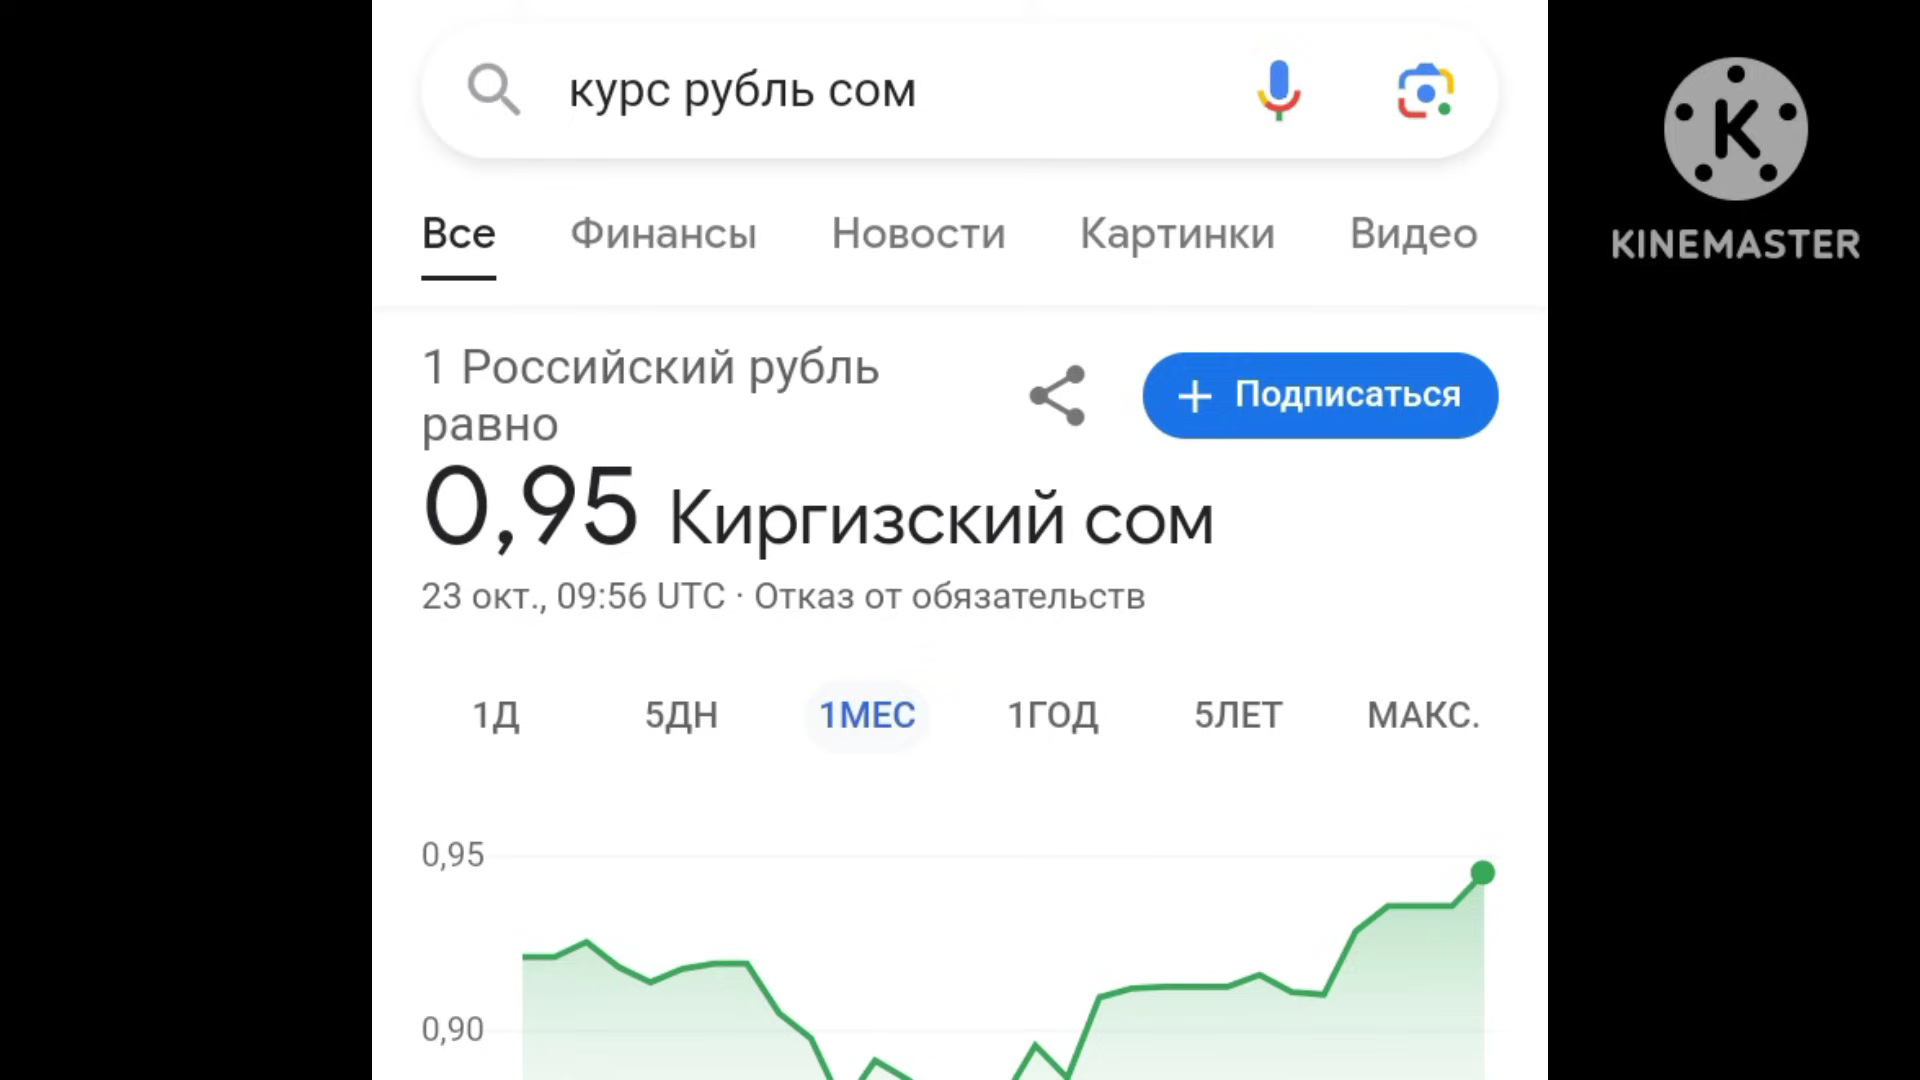 курс рубль сом
KINEMASTER
Все Финансы Новости Картинки Видео
1 Российский рубль
равно
Подписаться
0,95 Киргизский сом
23 окт., 09:56 UTC · Отказ от обязательств
1Д 5ДН 1МЕС 1ГОД 5ЛЕТ МАКС.
0,95
0,90